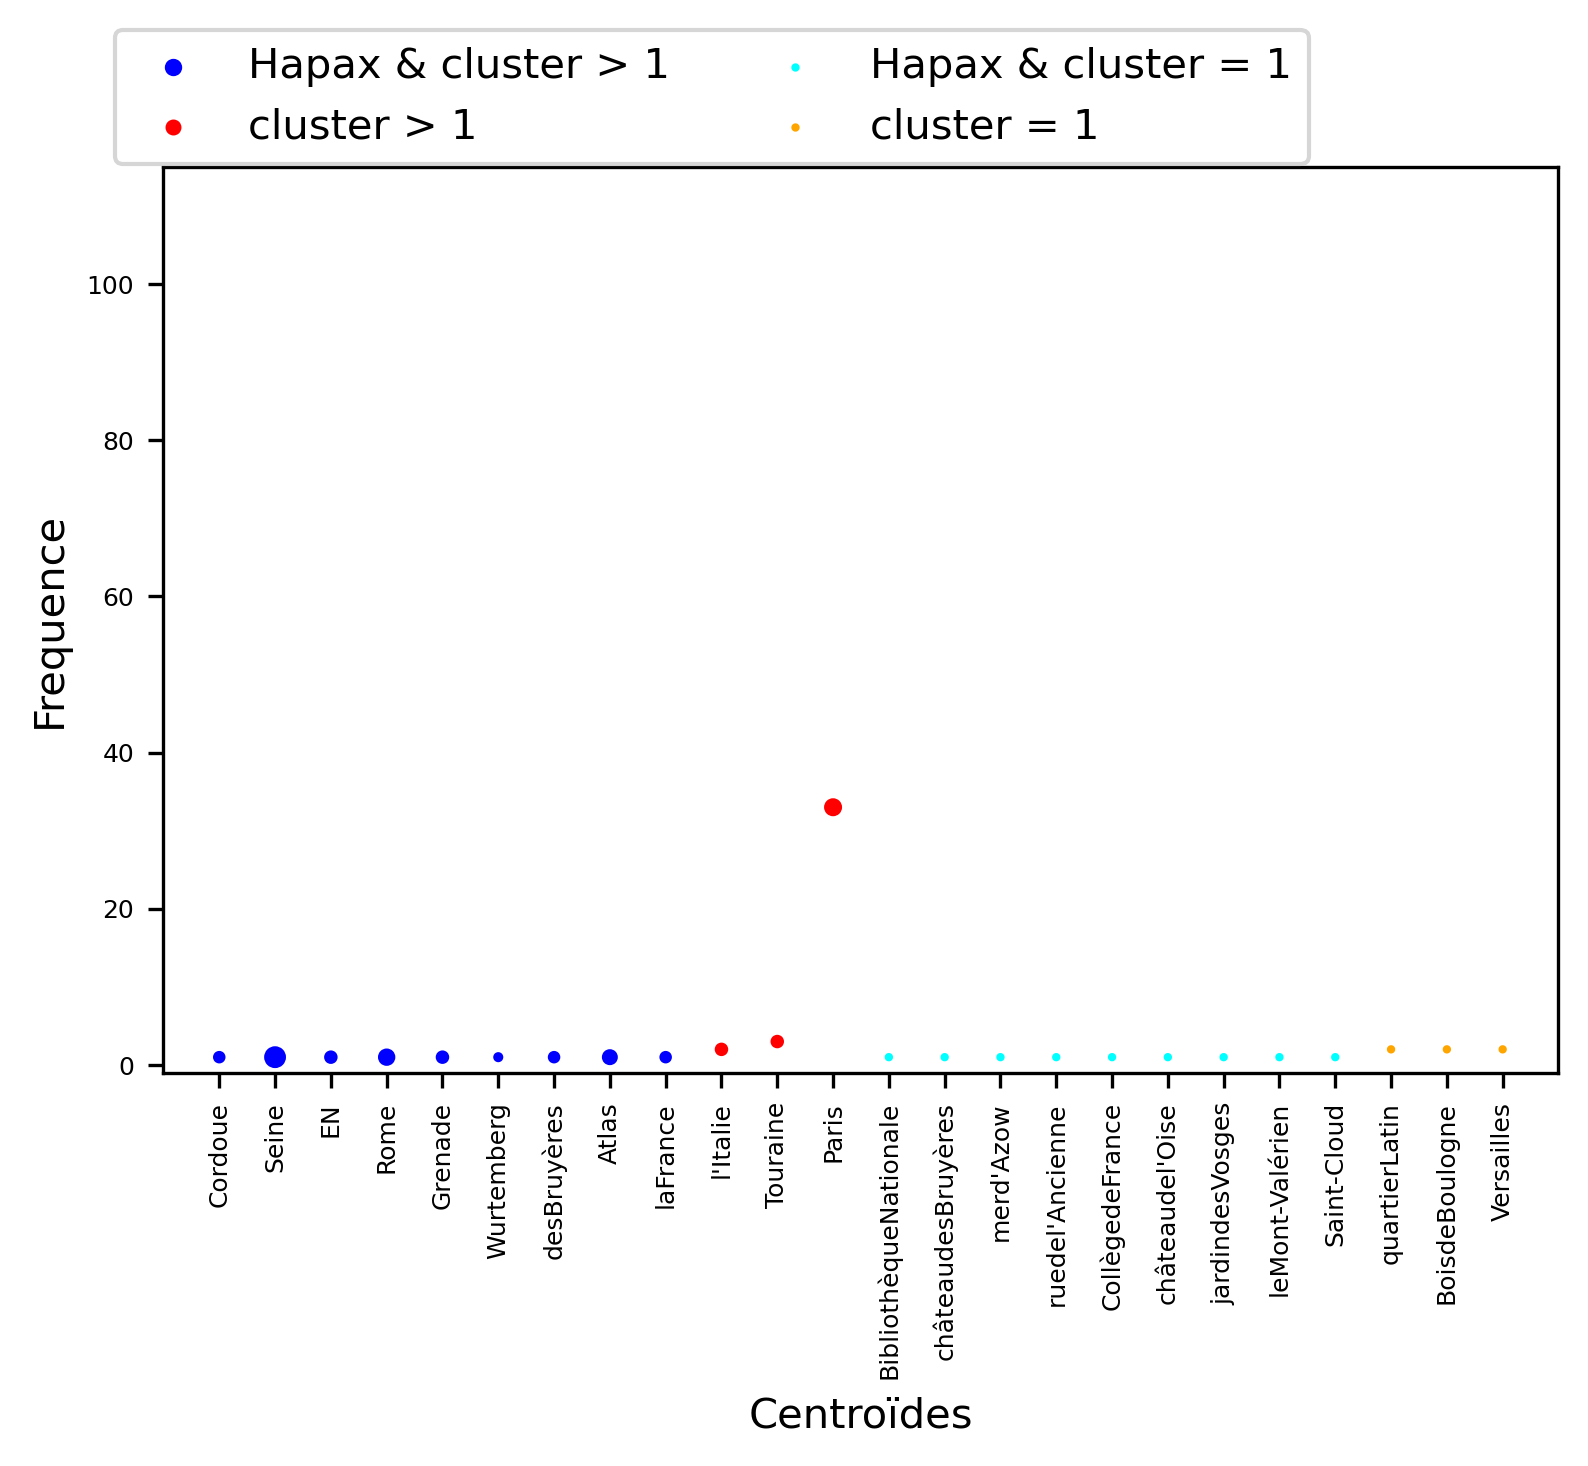 Hapax & cluster > 1
cluster > 1
Hapax & cluster = 1
cluster = 1
Frequence
100
80
60
40
20
0
Cordoue
Seine
EN
Rome
Grenade
Wurtemberg
desBruyères
Atlas
laFrance
l'Italie
Touraine
Paris
BibliothèqueNationale
châteaudesBruyères
merd'Azow
ruedel'Ancienne
CollègedeFrance
châteaudel'Oise
jardindesVosges
leMont-Valérien
Saint-Cloud
quartierLatin
BoisdeBoulogne
Versailles
Centroïdes